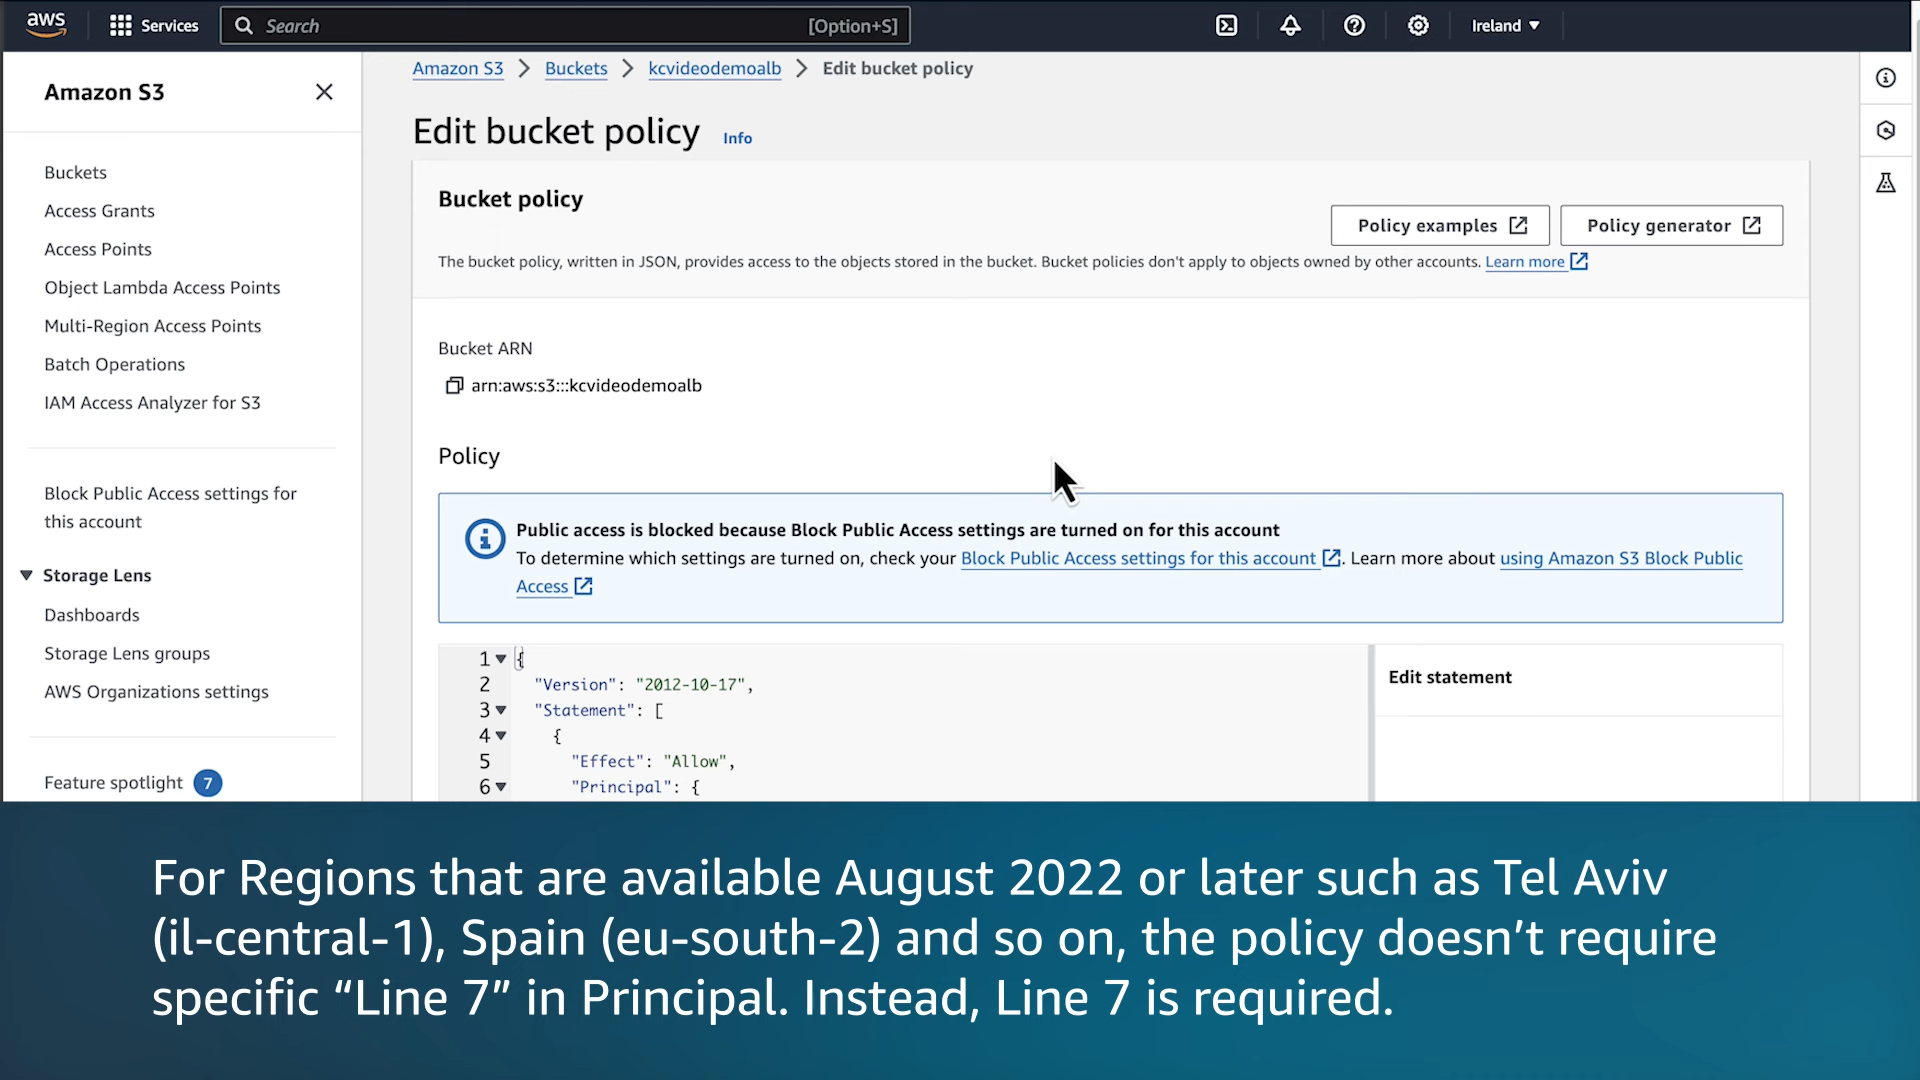 aws
Services
Search
[Option+S]
Ireland
Amazon S3
Buckets
Access Grants
Access Points
Object Lambda Access Points
Multi-Region Access Points
Batch Operations
IAM Access Analyzer for S3
Block Public Access settings for
this account
Storage Lens
Dashboards
Storage Lens groups
AWS Organizations settings
Feature spotlight 7
Amazon S3 > Buckets > kcvideodemoalb > Edit bucket policy
Edit bucket policy Info
Bucket policy
Policy examples
Policy generator
The bucket policy, written in JSON, provides access to the objects stored in the bucket. Bucket policies don't apply to objects owned by other accounts. Learn more
Bucket ARN
arn:aws:s3:::kcvideodemoalb
Policy
Public access is blocked because Block Public Access settings are turned on for this account
To determine which settings are turned on, check your Block Public Access settings for this account. Learn more about using Amazon S3 Block Public
Access
1 {
2 "Version": "2012-10-17",
3 "Statement": [
4 {
5 "Effect": "Allow",
6 "Principal": {
Edit statement
For Regions that are available August 2022 or later such as Tel Aviv
(il-central-1), Spain (eu-south-2) and so on, the policy doesn’t require
specific “Line 7” in Principal. Instead, Line 7 is required.